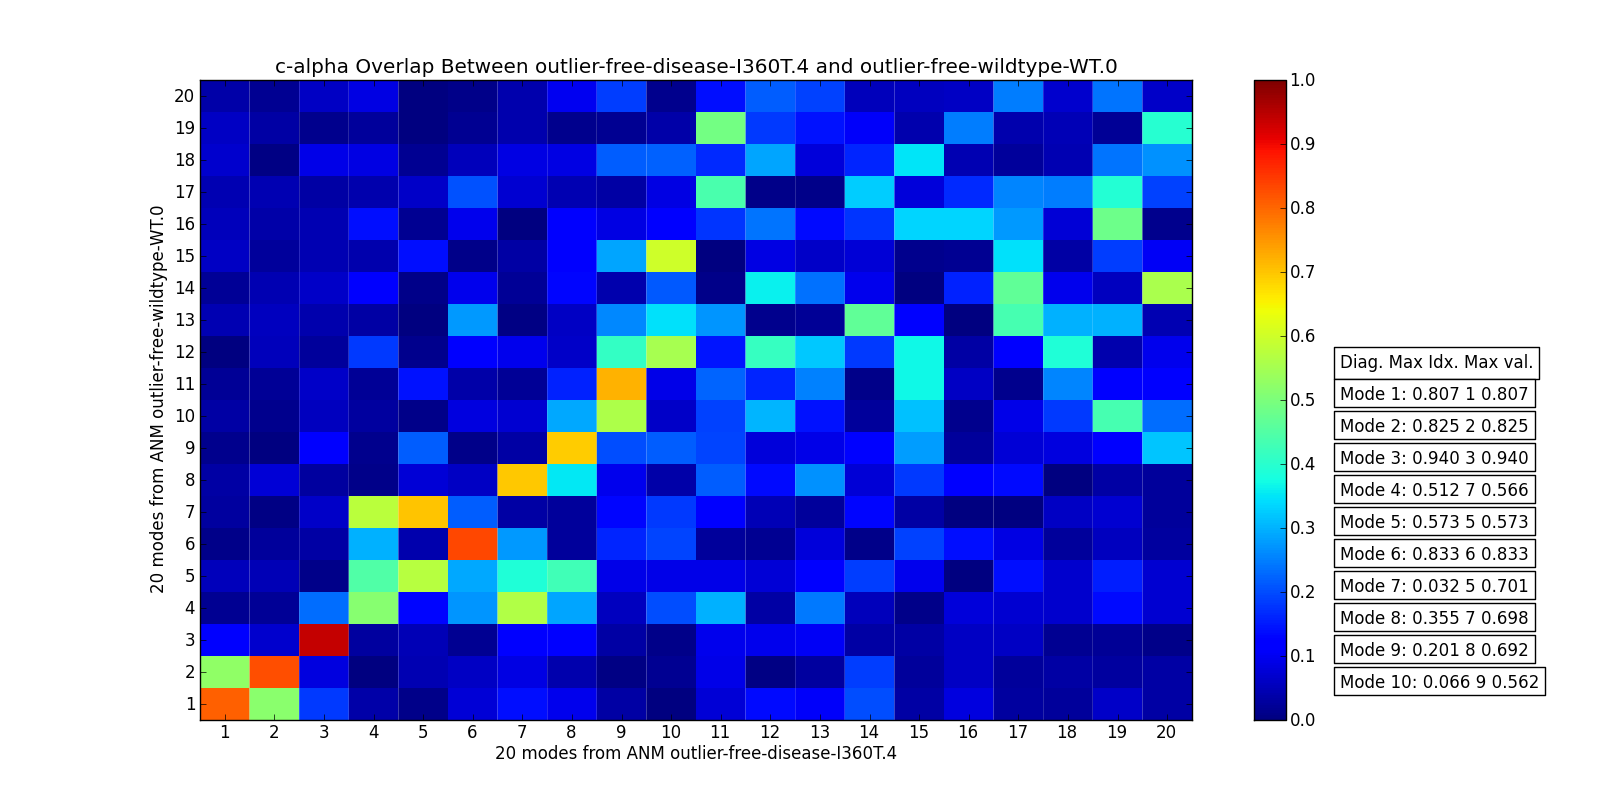 c-alpha Overlap Between outlier-free-disease-I360T.4 and outlier-free-wildtype-WT.0
20 modes from ANM outlier-free-wildtype-WT.0
20
19
18
17
16
15
14
13
12
11
10
9
8
7
6
5
4
3
2
1
1 2 3 4 5 6 7 8 9 10 11 12 13 14 15 16 17 18 19 20
20 modes from ANM outlier-free-disease-I360T.4
1.0
0.9
0.8
0.7
0.6
0.5
0.4
0.3
0.2
0.1
0.0
Diag. Max Idx. Max val.
Mode 1: 0.807 1 0.807
Mode 2: 0.825 2 0.825
Mode 3: 0.940 3 0.940
Mode 4: 0.512 7 0.566
Mode 5: 0.573 5 0.573
Mode 6: 0.833 6 0.833
Mode 7: 0.032 5 0.701
Mode 8: 0.355 7 0.698
Mode 9: 0.201 8 0.692
Mode 10: 0.066 9 0.562